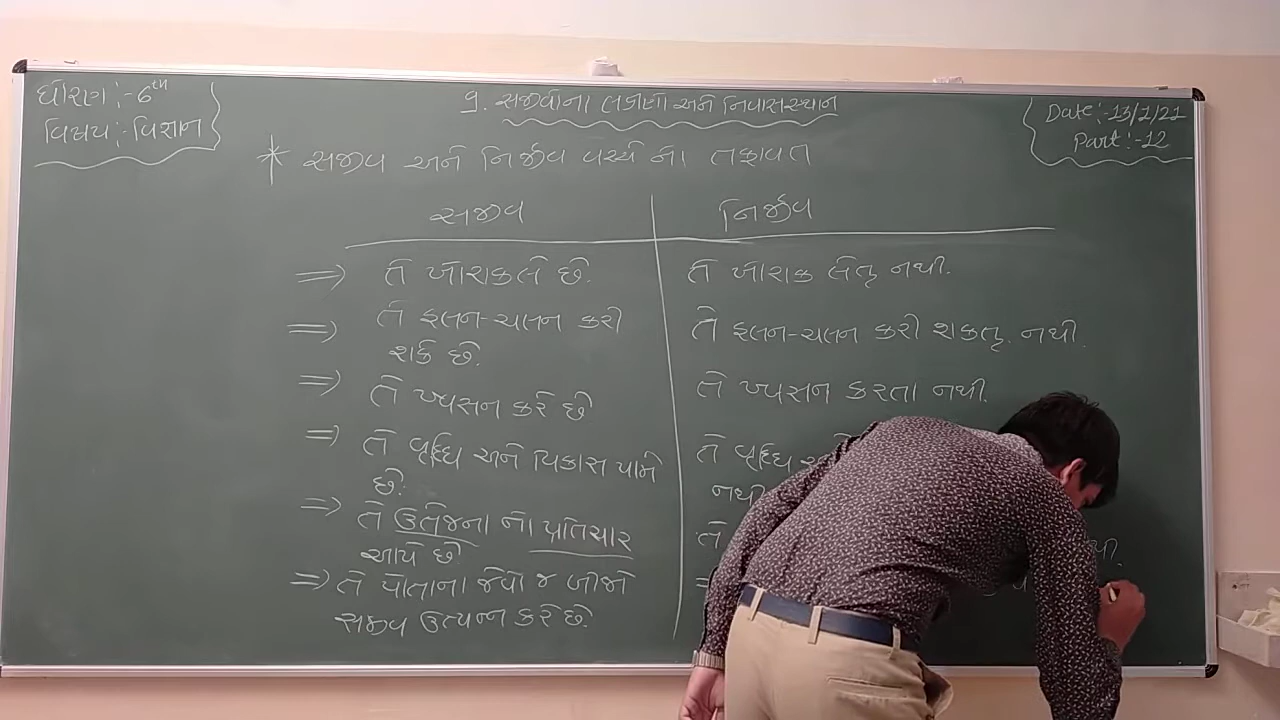 ધોરણ :- 6th
વિષય :- વિજ્ઞાન
9. સજીવોના લક્ષણો અને નિવાસસ્થાન
Date :- 13/1/21
Part :- 12
* સજીવ અને નિર્જીવ વચ્ચે ના તફાવત
સજીવ
નિર્જીવ
⇒ તે ખોરાક લે છે.
તે ખોરાક લેતુ નથી.
⇒ તે હલન-ચલન કરી
શકે છે.
તે હલન-ચલન કરી શકતુ નથી.
⇒ તે શ્વસન કરે છે
તે શ્વસન કરતા નથી.
⇒ તે વૃદ્ધિ અને વિકાસ પામે
છે.
તે વૃદ્ધિ
નથી
⇒ તે ઉતેજના નો પ્રતિચાર
આપે છે
તે
⇒ તે પોતાના જેવો જ બીજો
સજીવ ઉત્પન્ન કરે છે.